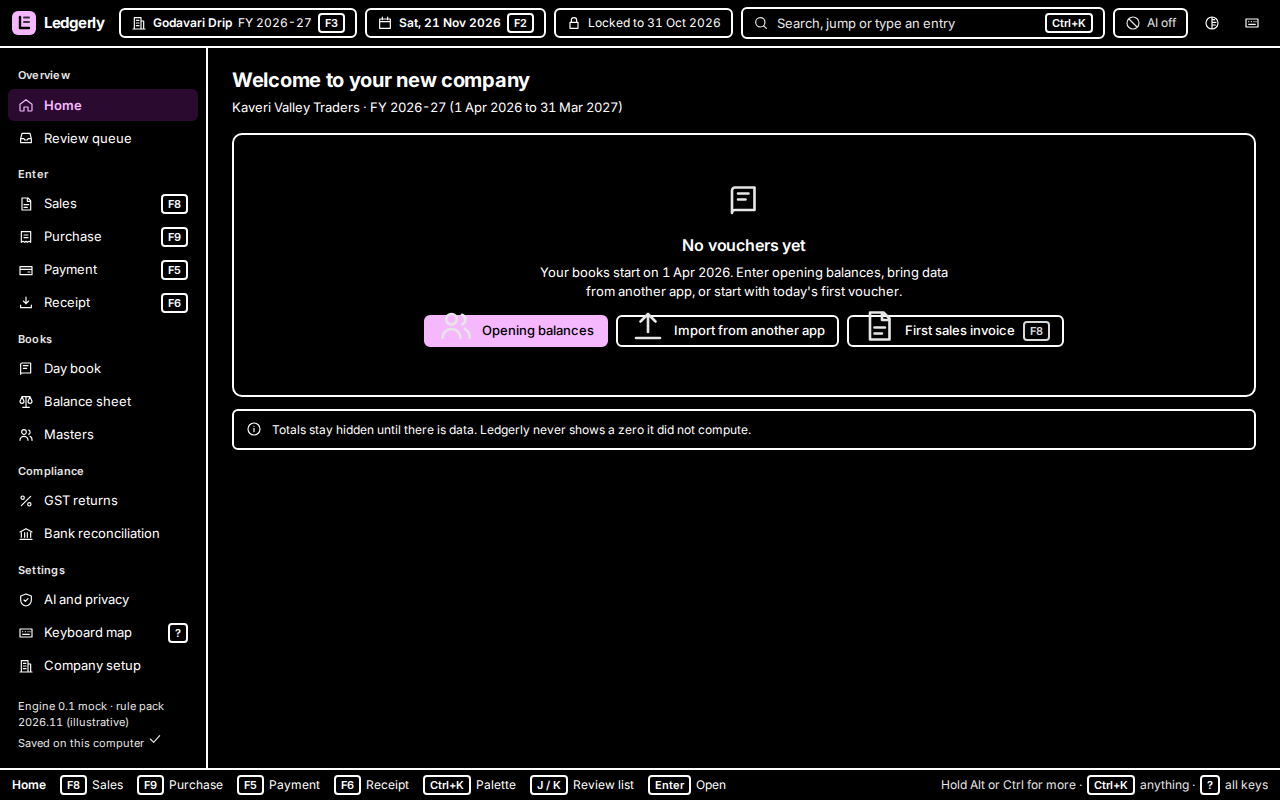 Ledgerly
Godavari Drip FY 2026-27 F3
Sat, 21 Nov 2026 F2
Locked to 31 Oct 2026
Search, jump or type an entry Ctrl+K
AI off
Overview
Home
Review queue
Enter
Sales F8
Purchase F9
Payment F5
Receipt F6
Books
Day book
Balance sheet
Masters
Compliance
GST returns
Bank reconciliation
Settings
AI and privacy
Keyboard map ?
Company setup
Engine 0.1 mock · rule pack
2026.11 (illustrative)
Saved on this computer
Welcome to your new company
Kaveri Valley Traders · FY 2026-27 (1 Apr 2026 to 31 Mar 2027)
No vouchers yet
Your books start on 1 Apr 2026. Enter opening balances, bring data
from another app, or start with today's first voucher.
Opening balances
Import from another app
First sales invoice F8
Totals stay hidden until there is data. Ledgerly never shows a zero it did not compute.
Home F8 Sales F9 Purchase F5 Payment F6 Receipt Ctrl+K Palette J / K Review list Enter Open
Hold Alt or Ctrl for more · Ctrl+K anything · ? all keys